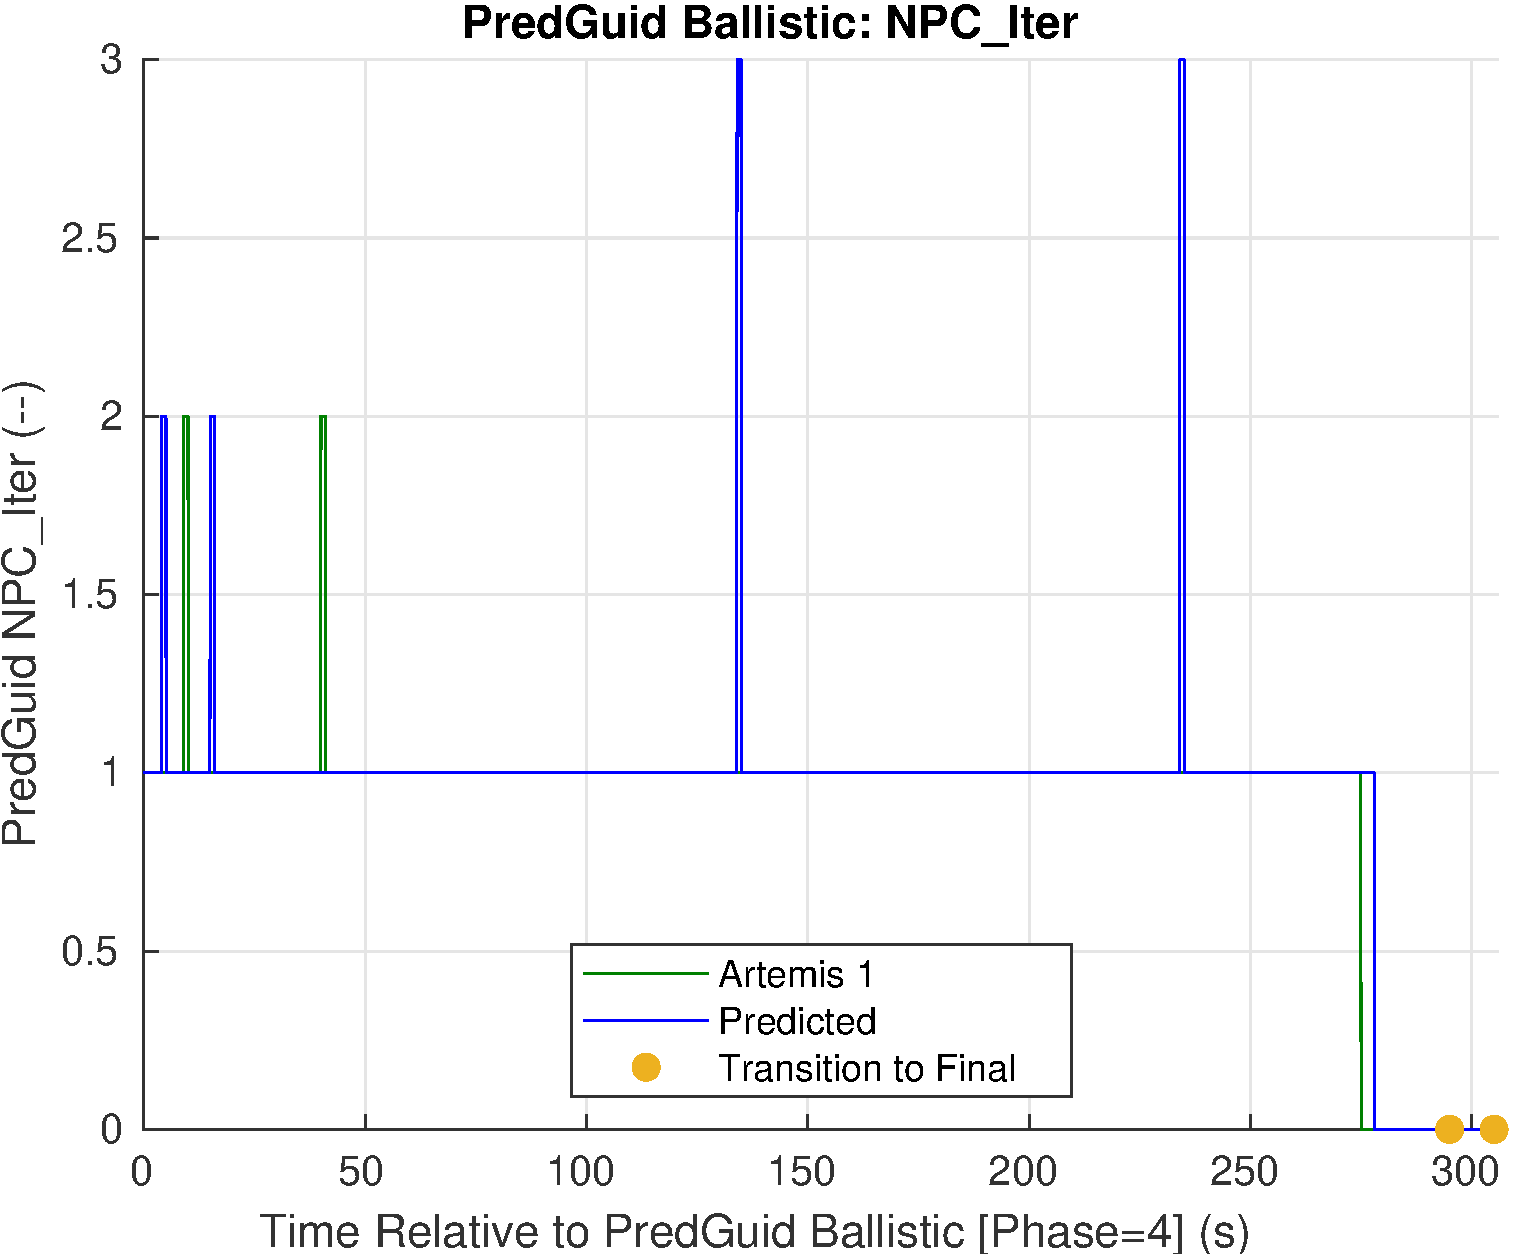 PredGuid Ballistic: NPC_Iter
3
2.5
2
1.5
1
0.5
0
PredGuid NPC_Iter (--)
Artemis 1
Predicted
Transition to Final
0 50 100 150 200 250 300
Time Relative to PredGuid Ballistic [Phase=4] (s)